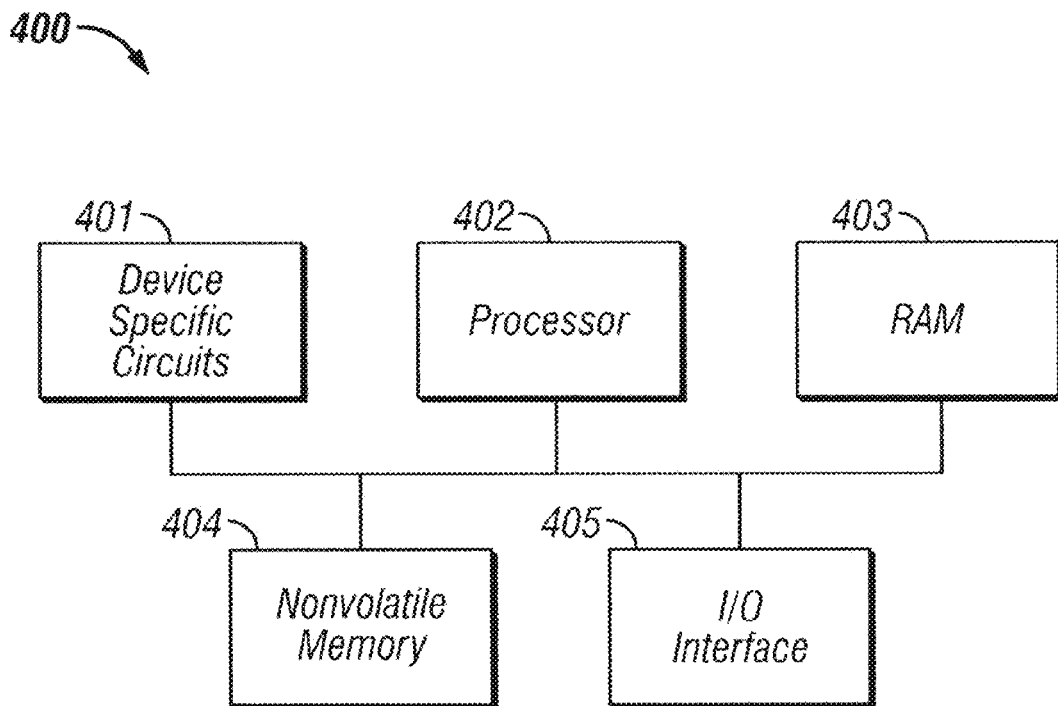 400
401
Device
Specific
Circuits
402
Processor
403
RAM
404
Nonvolatile
Memory
405
I/O
Interface